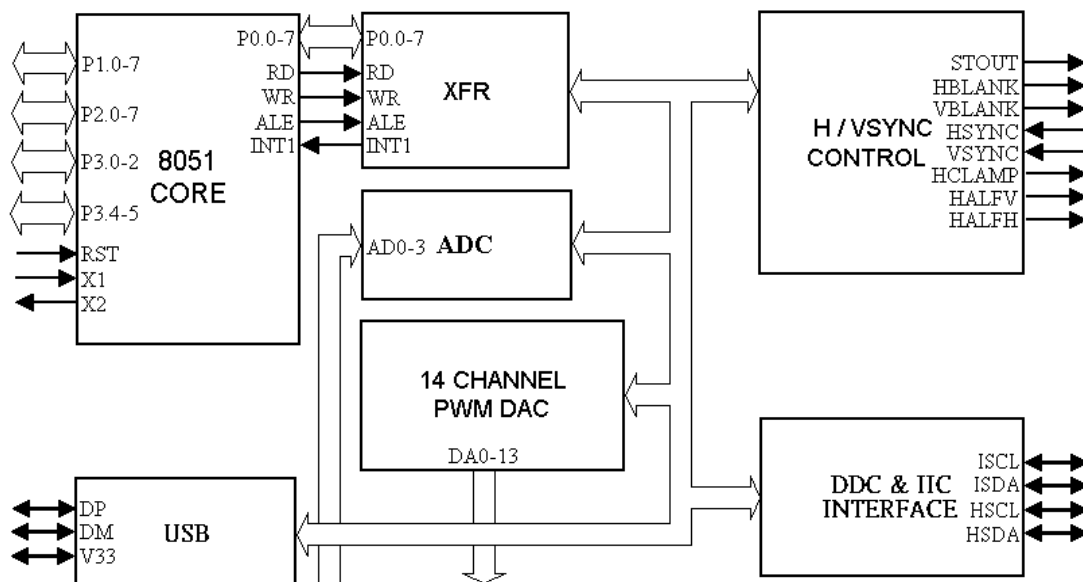 P1.0-7
P2.0-7
P3.0-2
P3.4-5
RST
X1
X2
8051
CORE
P0.0-7
RD
WR
ALE
INT1
P0.0-7
RD
WR
ALE
INT1
XFR
AD0-3
ADC
14 CHANNEL
PWM DAC
DA0-13
H / VSYNC
CONTROL
STOUT
HBLANK
VBLANK
HSYNC
VSYNC
HCLAMP
HALFV
HALFH
DP
DM
V33
USB
DDC & IIC
INTERFACE
ISCL
ISDA
HSCL
HSDA